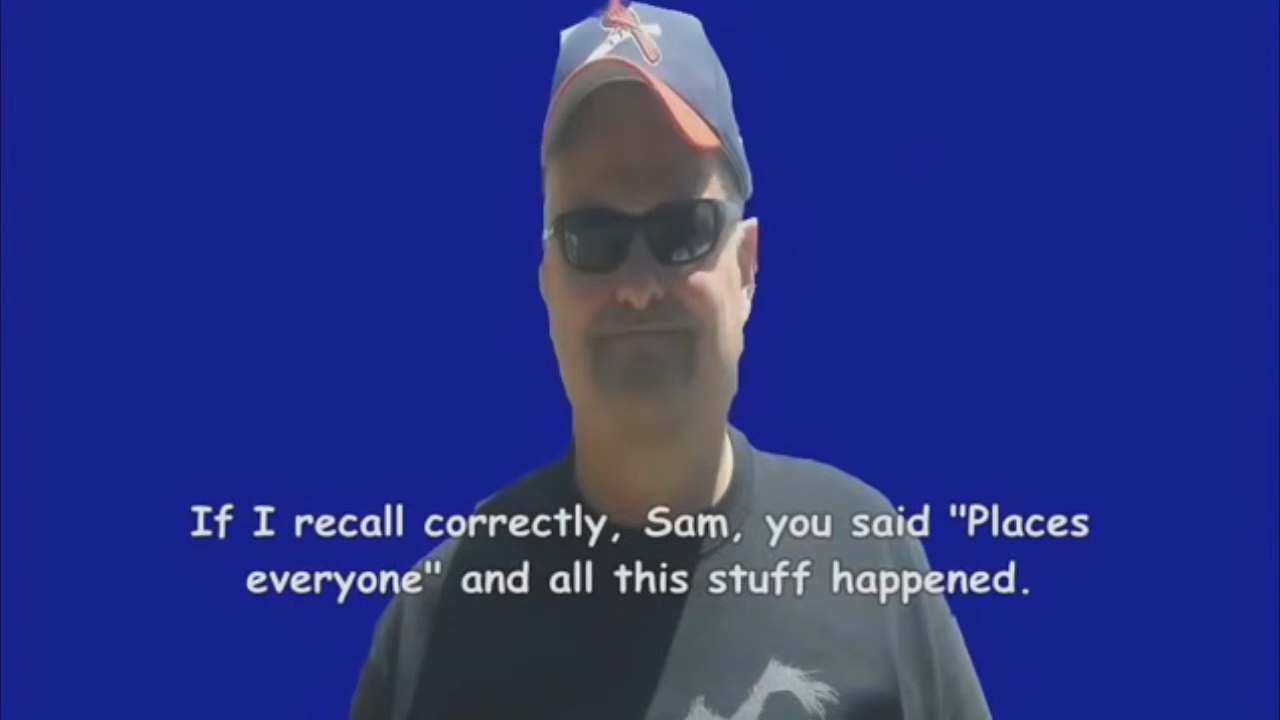 If I recall correctly, Sam, you said "Places
everyone" and all this stuff happened.